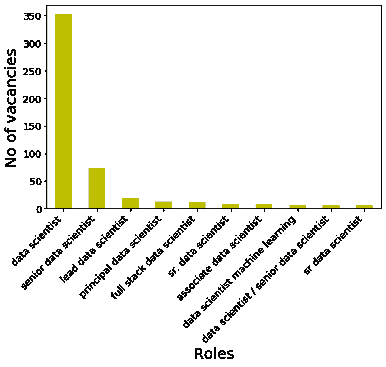 No of vacancies
350
300
250
200
150
100
50
0
data scientist
senior data scientist
lead data scientist
principal data scientist
full stack data scientist
sr. data scientist
associate data scientist
data scientist machine learning
data scientist / senior data scientist
sr data scientist
Roles